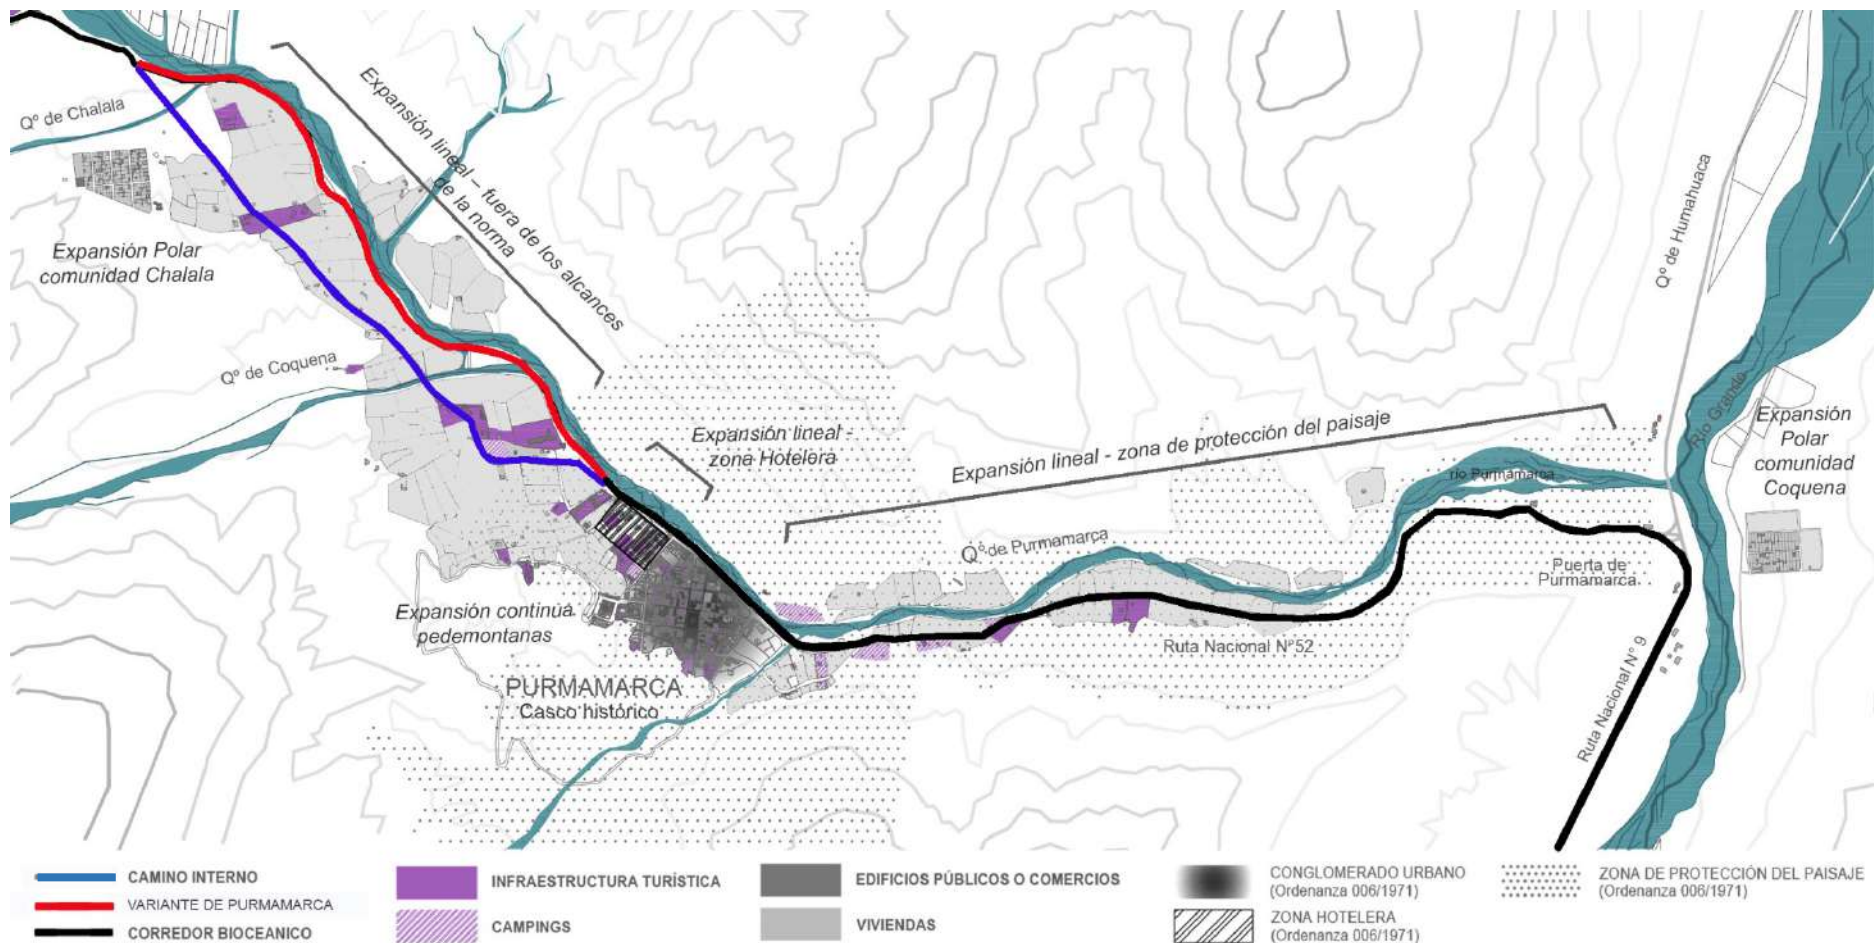 Qº de Chalala
Expansión Polar
comunidad Chalala
Expansión lineal – fuera de los alcances
de la norma
Qº de Coquena
Expansión lineal -
zona Hotelera
Expansión lineal - zona de protección del paisaje
Qº de Humahuaca
Río Grande
Expansión
Polar
comunidad
Coquena
río Purmamarca
Qº de Purmamarca
Puerta de
Purmamarca
Expansión continúa
pedemontanas
Ruta Nacional Nº52
Ruta Nacional Nº 9
PURMAMARCA
Casco histórico
CAMINO INTERNO
VARIANTE DE PURMAMARCA
CORREDOR BIOCEANICO
INFRAESTRUCTURA TURÍSTICA
CAMPINGS
EDIFICIOS PÚBLICOS O COMERCIOS
VIVIENDAS
CONGLOMERADO URBANO
(Ordenanza 006/1971)
ZONA HOTELERA
(Ordenanza 006/1971)
ZONA DE PROTECCIÓN DEL PAISAJE
(Ordenanza 006/1971)